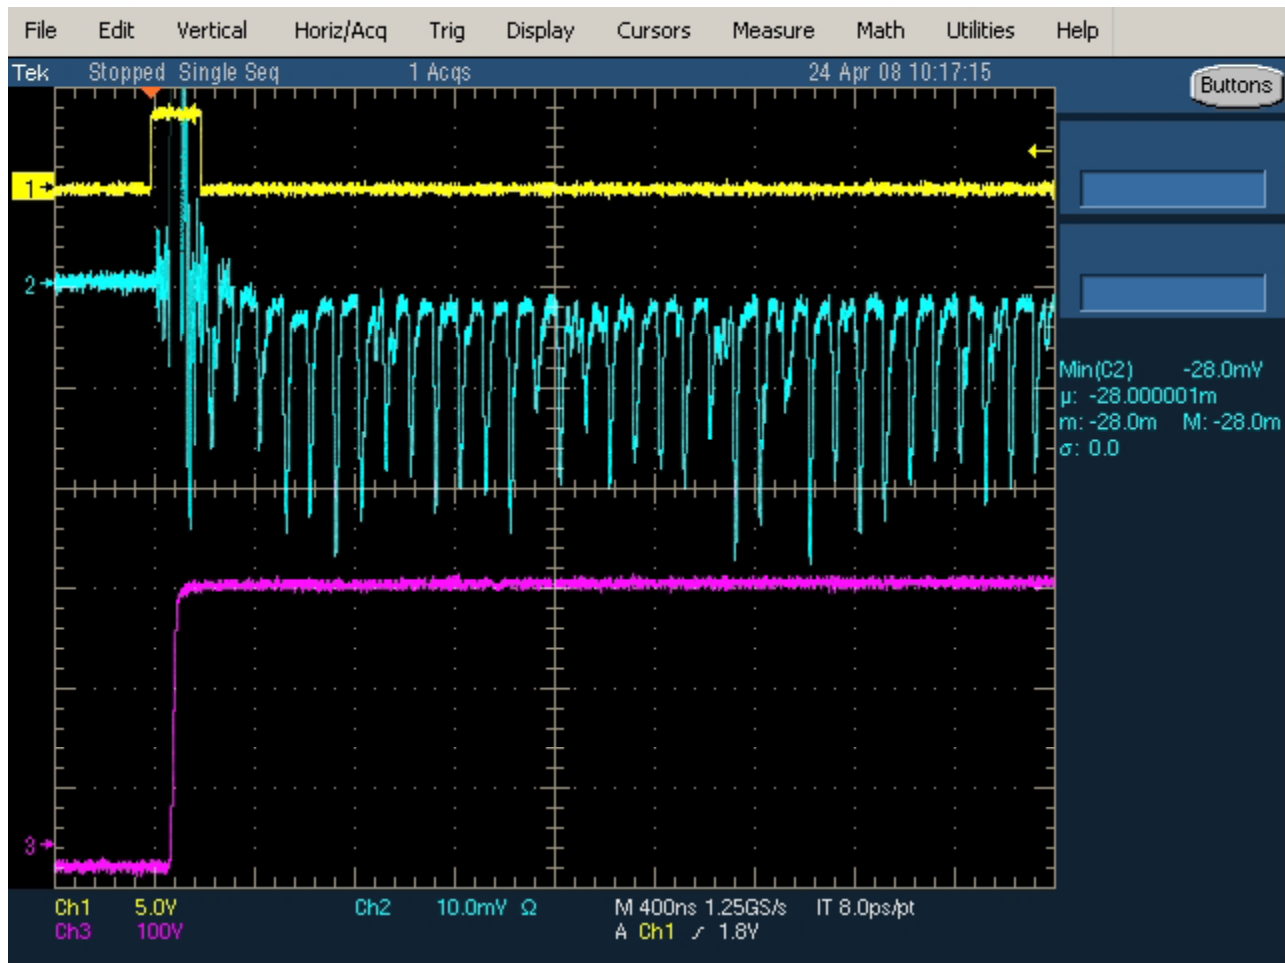 File Edit Vertical Horiz/Acq Trig Display Cursors Measure Math Utilities Help
Tek Stopped Single Seq 1 Acqs 24 Apr 08 10:17:15
Buttons
1
2
Min(C2) -28.0mV
µ: -28.000001m
m: -28.0m M: -28.0m
σ: 0.0
3
Ch1 5.0V Ch2 10.0mV Ω M 400ns 1.25GS/s IT 8.0ps/pt
Ch3 100V A Ch1 ∕ 1.8V